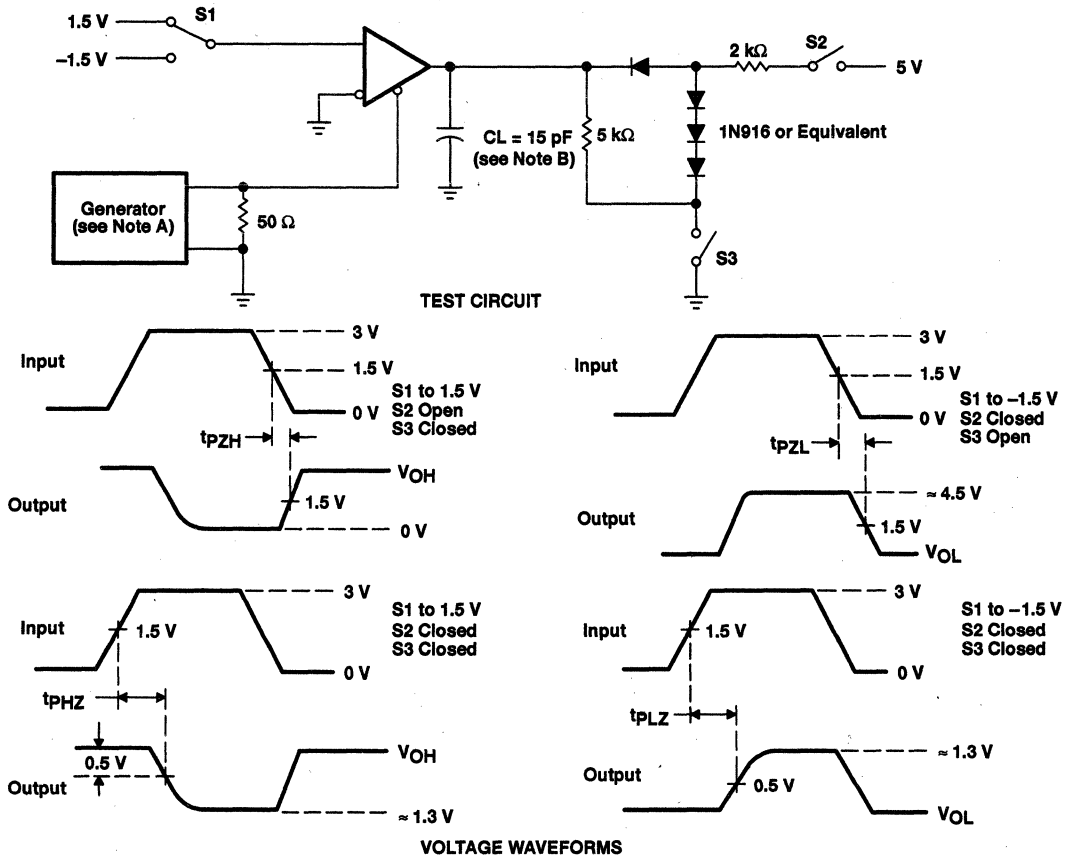 1.5 V
S1
–1.5 V
2 kΩ
S2
5 V
CL = 15 pF
(see Note B)
5 kΩ
1N916 or Equivalent
Generator
(see Note A)
50 Ω
S3
TEST CIRCUIT
Input
3 V
1.5 V
0 V
S1 to 1.5 V
S2 Open
S3 Closed
tPZH
Output
VOH
1.5 V
0 V
Input
3 V
1.5 V
0 V
S1 to –1.5 V
S2 Closed
S3 Open
tPZL
Output
≈ 4.5 V
1.5 V
VOL
Input
3 V
1.5 V
0 V
S1 to 1.5 V
S2 Closed
S3 Closed
tPHZ
0.5 V
Output
VOH
≈ 1.3 V
Input
3 V
1.5 V
0 V
S1 to –1.5 V
S2 Closed
S3 Closed
tPLZ
Output
≈ 1.3 V
0.5 V
VOL
VOLTAGE WAVEFORMS